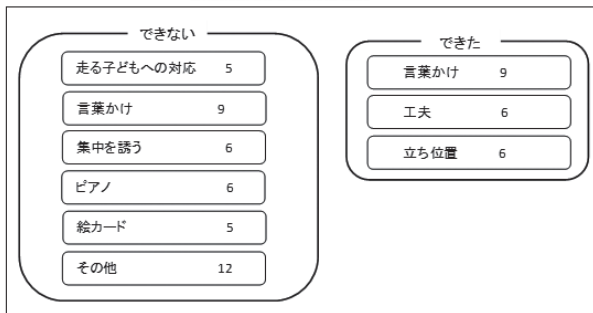 できない
走る子どもへの対応 5
言葉かけ 9
集中を誘う 6
ピアノ 6
絵カード 5
その他 12
できた
言葉かけ 9
工夫 6
立ち位置 6